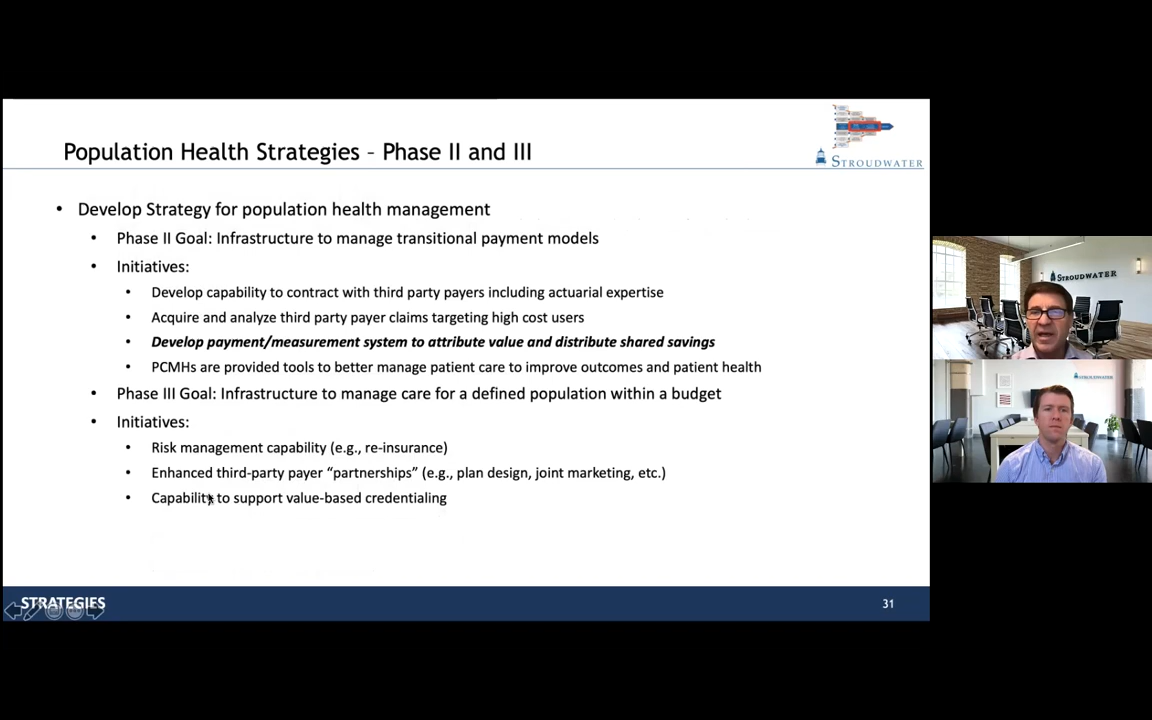 Population Health Strategies – Phase II and III
STROUDWATER
• Develop Strategy for population health management
• Phase II Goal: Infrastructure to manage transitional payment models
• Initiatives:
• Develop capability to contract with third party payers including actuarial expertise
• Acquire and analyze third party payer claims targeting high cost users
• Develop payment/measurement system to attribute value and distribute shared savings
• PCMHs are provided tools to better manage patient care to improve outcomes and patient health
• Phase III Goal: Infrastructure to manage care for a defined population within a budget
• Initiatives:
• Risk management capability (e.g., re-insurance)
• Enhanced third-party payer “partnerships” (e.g., plan design, joint marketing, etc.)
• Capability to support value-based credentialing
STRATEGIES
31
STROUDWATER
STROUDWATER